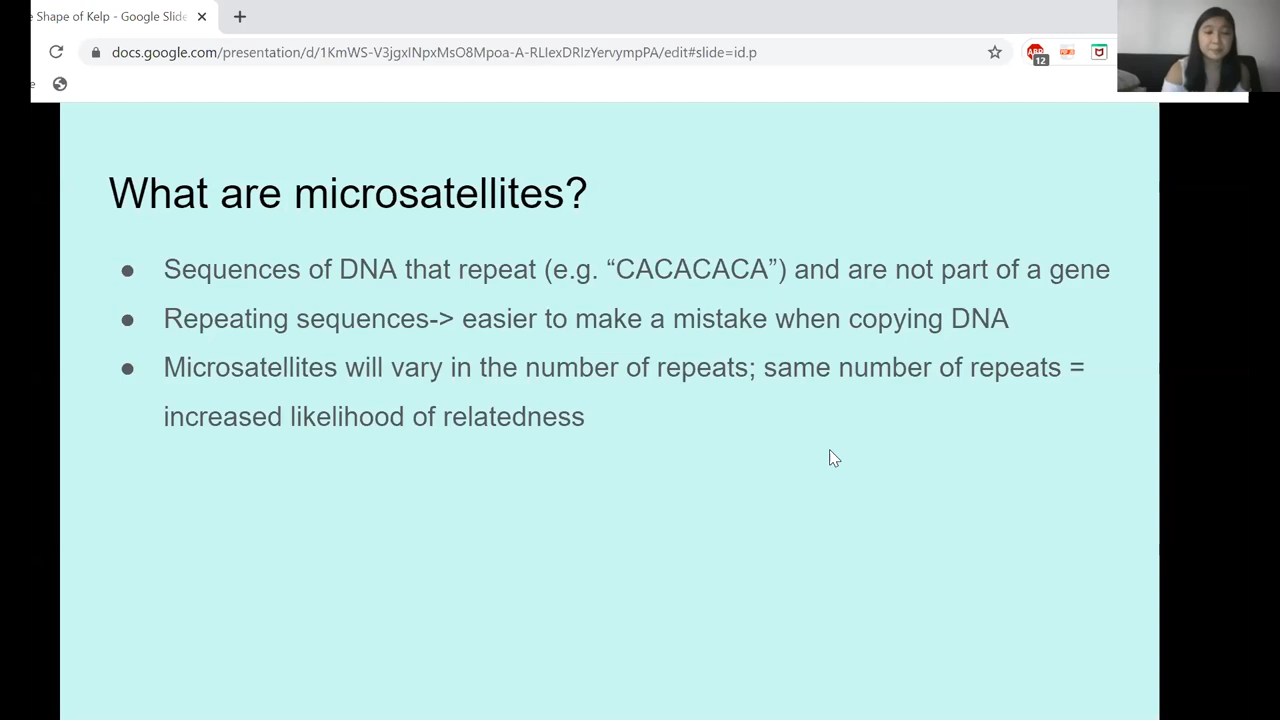 e Shape of Kelp - Google Slide
docs.google.com/presentation/d/1KmWS-V3jgxINpxMsO8Mpoa-A-RLIexDRIzYervympPA/edit#slide=id.p
12
e
What are microsatellites?
● Sequences of DNA that repeat (e.g. “CACACACA”) and are not part of a gene
● Repeating sequences-> easier to make a mistake when copying DNA
● Microsatellites will vary in the number of repeats; same number of repeats =
increased likelihood of relatedness